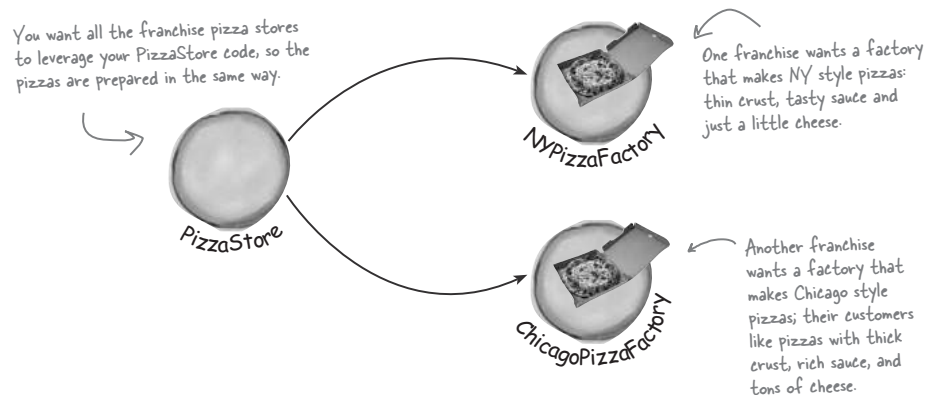 You want all the franchise pizza stores
to leverage your PizzaStore code, so the
pizzas are prepared in the same way.
PizzaStore
NYPizzaFactory
One franchise wants a factory
that makes NY style pizzas:
thin crust, tasty sauce and
just a little cheese.
ChicagoPizzaFactory
Another franchise
wants a factory that
makes Chicago style
pizzas; their customers
like pizzas with thick
crust, rich sauce, and
tons of cheese.